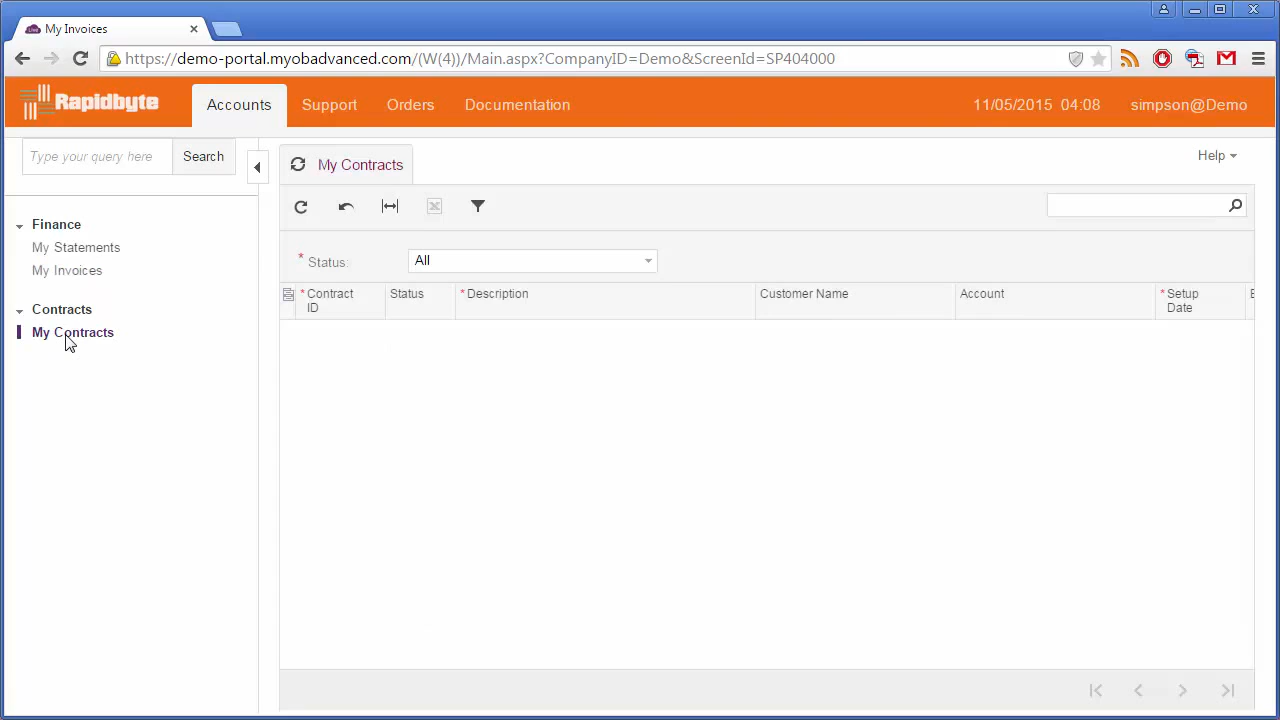 My Invoices
https://demo-portal.myobadvanced.com/(W(4))/Main.aspx?CompanyID=Demo&ScreenId=SP404000
Rapidbyte Accounts Support Orders Documentation 11/05/2015 04:08 simpson@Demo
Type your query here Search
My Contracts Help
Finance
My Statements
My Invoices
Contracts
My Contracts
* Status: All
* Contract ID Status * Description Customer Name Account * Setup Date